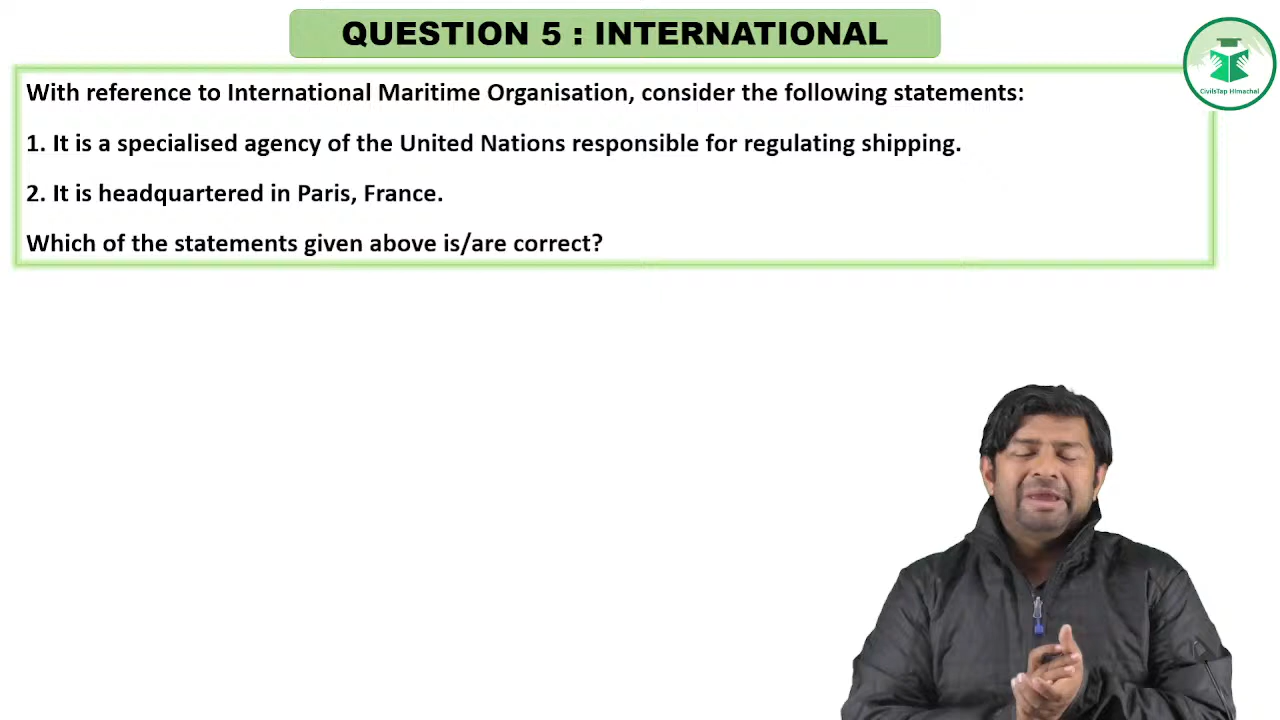 QUESTION 5 : INTERNATIONAL
With reference to International Maritime Organisation, consider the following statements:
1. It is a specialised agency of the United Nations responsible for regulating shipping.
2. It is headquartered in Paris, France.
Which of the statements given above is/are correct?
CivilsTap Himachal